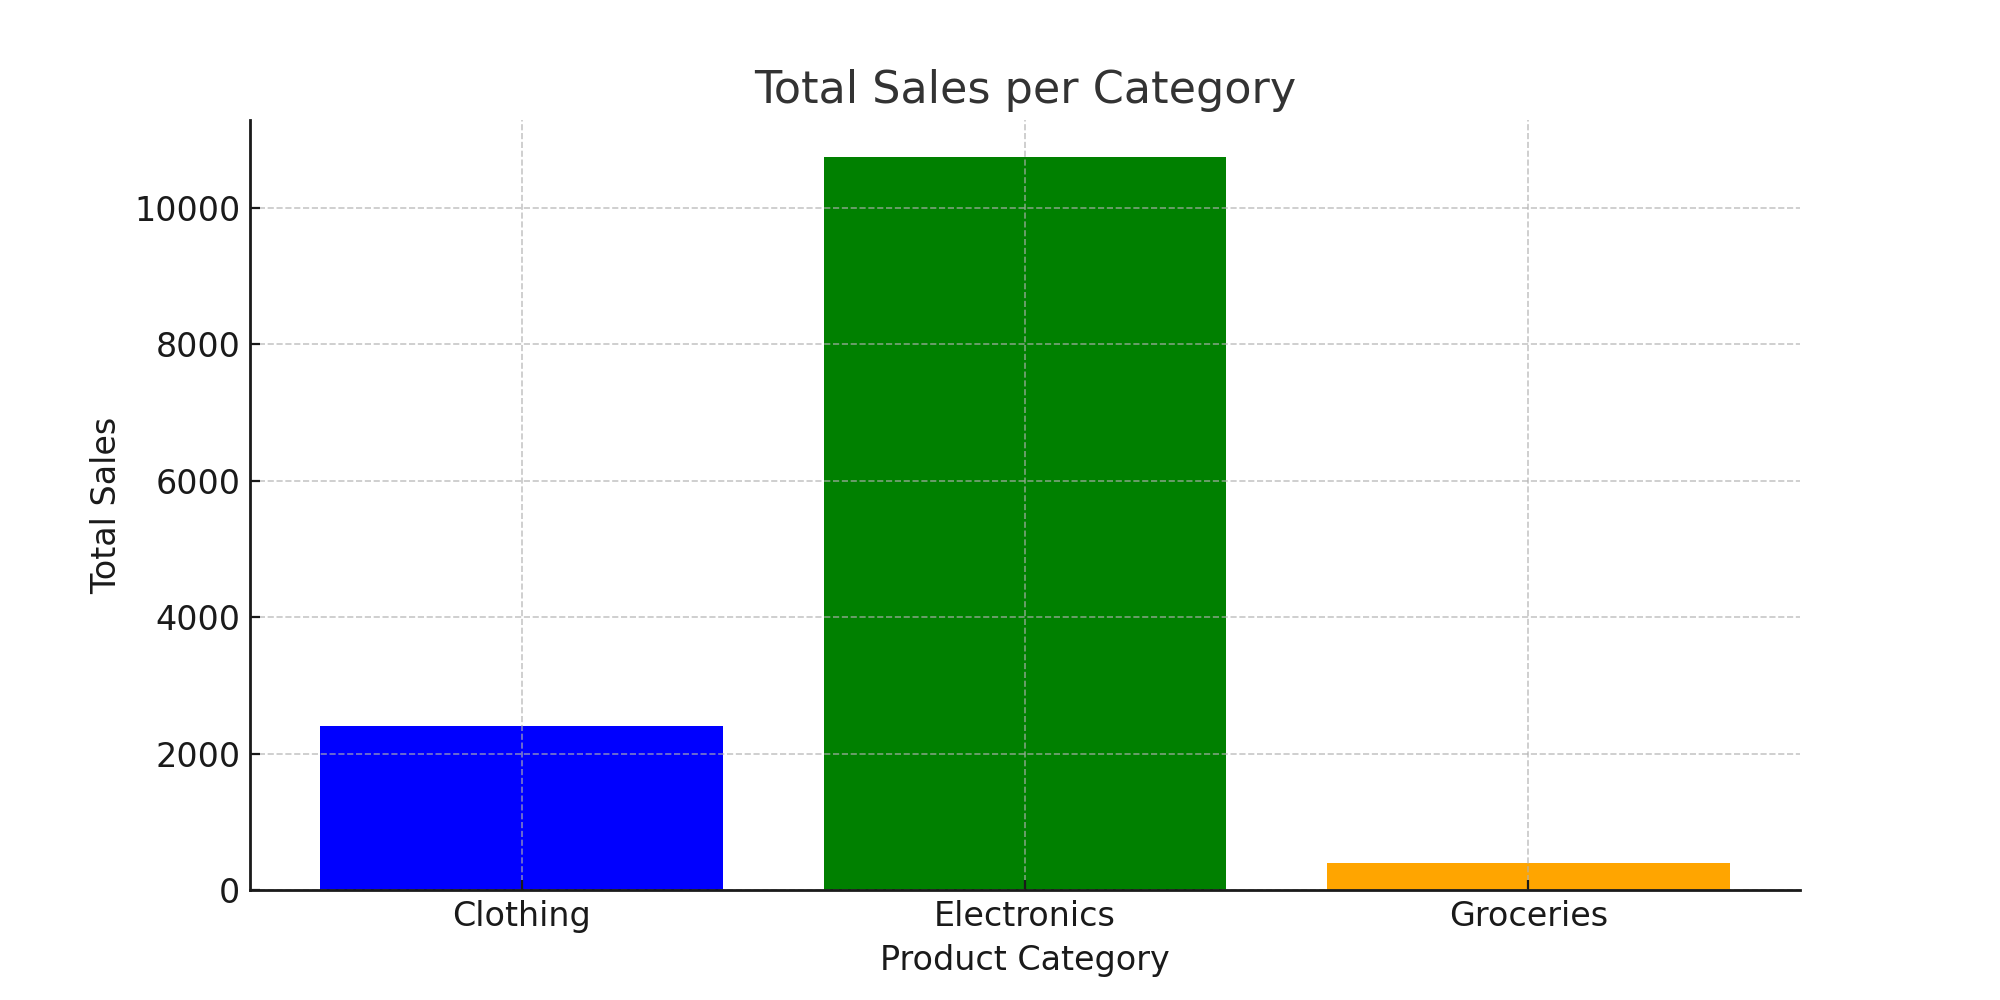 Total Sales per Category
10000
8000
6000
4000
2000
0
Total Sales
Clothing Electronics Groceries
Product Category